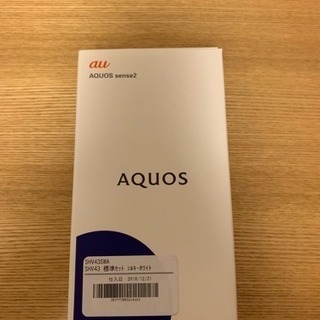 au
AQUOS sense2
AQUOS
SHV43SWA
SHV43 標準セット シルキーホワイト
仕入日 2018/12/21